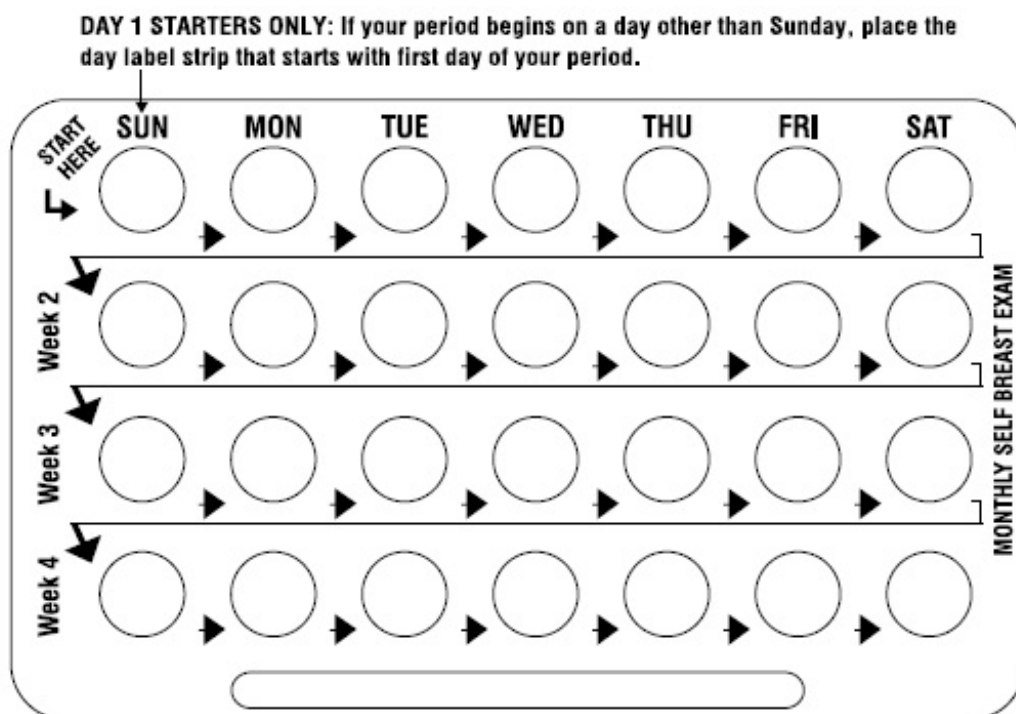 DAY 1 STARTERS ONLY: If your period begins on a day other than Sunday, place the
day label strip that starts with first day of your period.
START
HERE
SUN MON TUE WED THU FRI SAT
Week 2
Week 3
Week 4
MONTHLY SELF BREAST EXAM